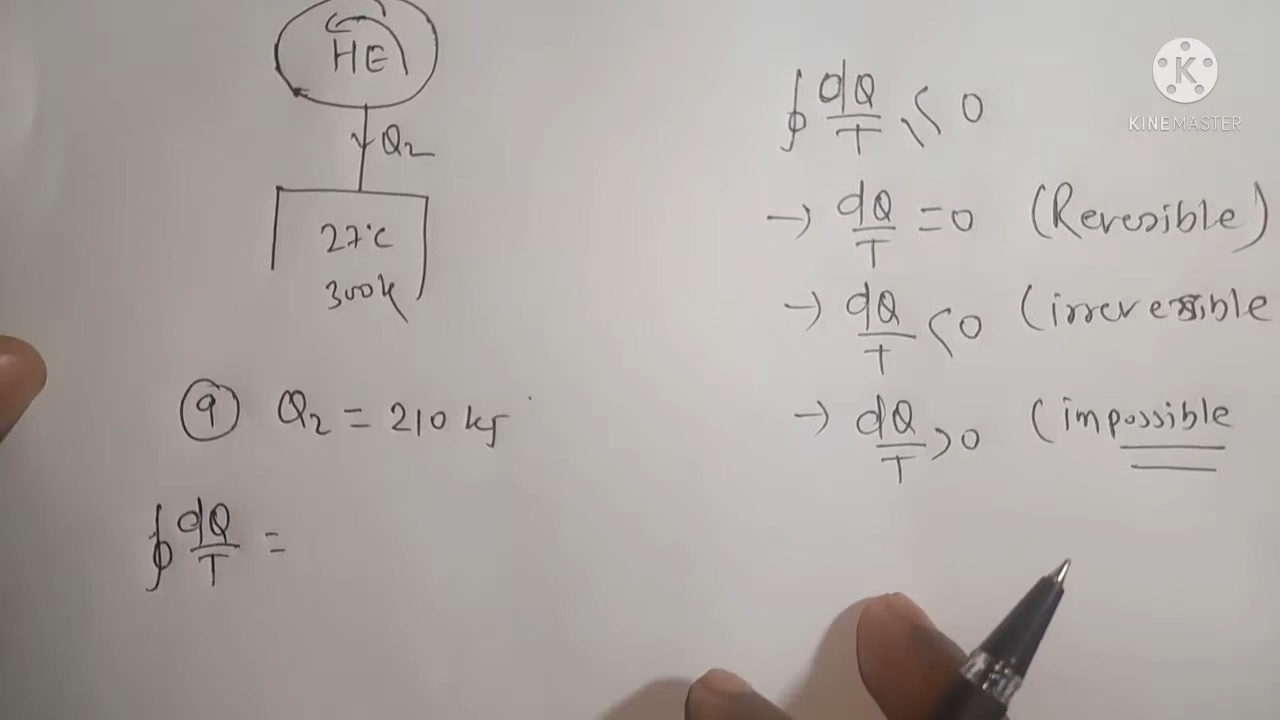 HE
Q2
27°C
300K
9 Q2 = 210 kJ
∮ dQ/T =
∮ dQ/T ≤ 0
→ dQ/T = 0 (Reversible)
→ dQ/T < 0 (irreversible
→ dQ/T > 0 (impossible
K
KINEMASTER